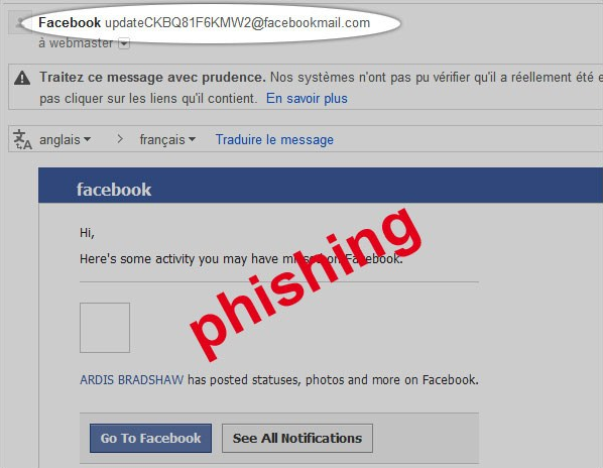 Facebook updateCKBQ81F6KMW2@facebookmail.com
à webmaster
Traitez ce message avec prudence. Nos systèmes n'ont pas pu vérifier qu'il a réellement été
pas cliquer sur les liens qu'il contient. En savoir plus
anglais > français Traduire le message
facebook
Hi,
Here's some activity you may have missed on Facebook.
phishing
ARDIS BRADSHAW has posted statuses, photos and more on Facebook.
Go To Facebook See All Notifications